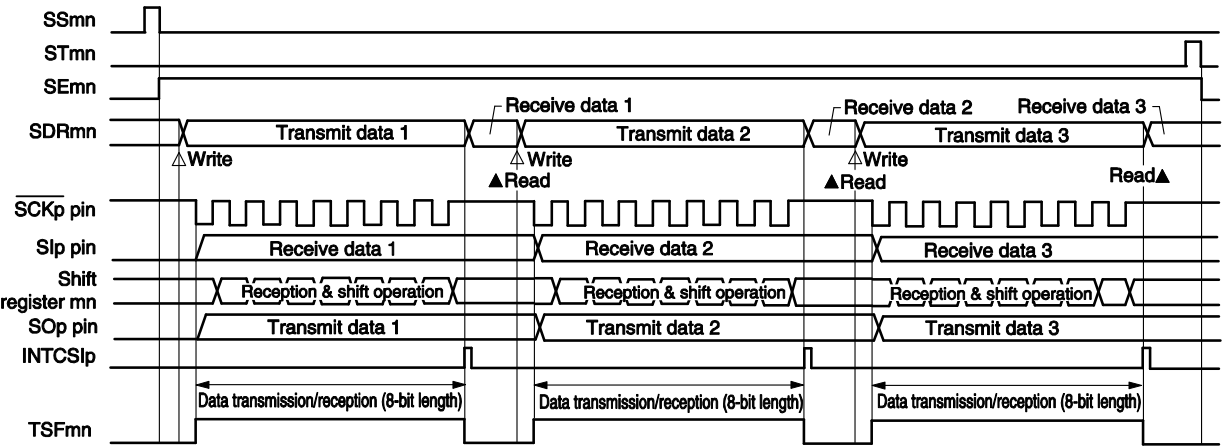 SSmn
STmn
SEmn
Receive data 1 Receive data 2 Receive data 3
SDRmn Transmit data 1 Transmit data 2 Transmit data 3
Write Write Write
▲Read ▲Read Read▲
SCKp pin
SIp pin Receive data 1 Receive data 2 Receive data 3
Shift
register mn Reception & shift operation Reception & shift operation Reception & shift operation
SOp pin Transmit data 1 Transmit data 2 Transmit data 3
INTCSIp
Data transmission/reception (8-bit length) Data transmission/reception (8-bit length) Data transmission/reception (8-bit length)
TSFmn